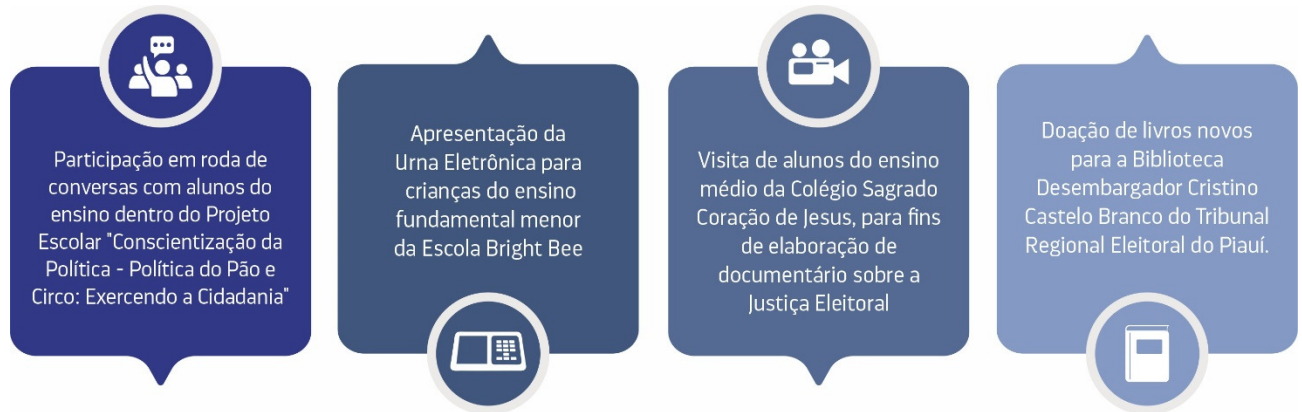 Participação em roda de
conversas com alunos do
ensino dentro do Projeto
Escolar "Conscientização da
Política - Política do Pão e
Circo: Exercendo a Cidadania"
Apresentação da
Urna Eletrônica para
crianças do ensino
fundamental menor
da Escola Bright Bee
Visita de alunos do ensino
médio da Colégio Sagrado
Coração de Jesus, para fins
de elaboração de
documentário sobre a
Justiça Eleitoral
Doação de livros novos
para a Biblioteca
Desembargador Cristino
Castelo Branco do Tribunal
Regional Eleitoral do Piauí.